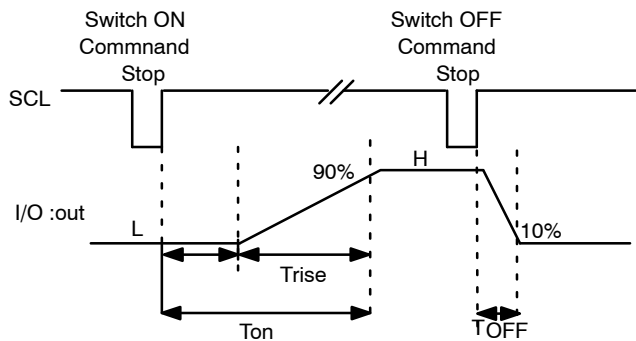 Switch ON
Commnand
Stop
Switch OFF
Command
Stop
SCL
90%
H
I/O :out
L
10%
Trise
Ton
TOFF